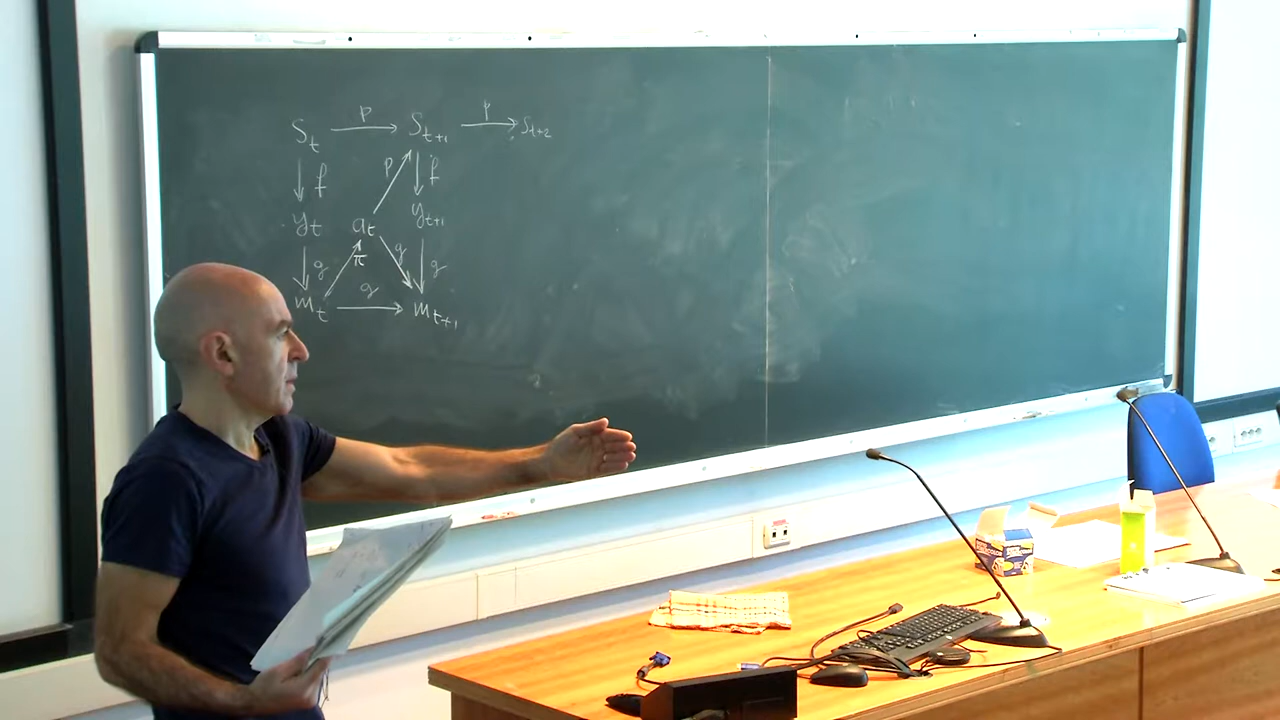 p p
S_t → S_{t+1} → S_{t+2}
↓ f p ↓ f
y_t a_t y_{t+1}
↓ g π g ↓ g
g
m_t → m_{t+1}